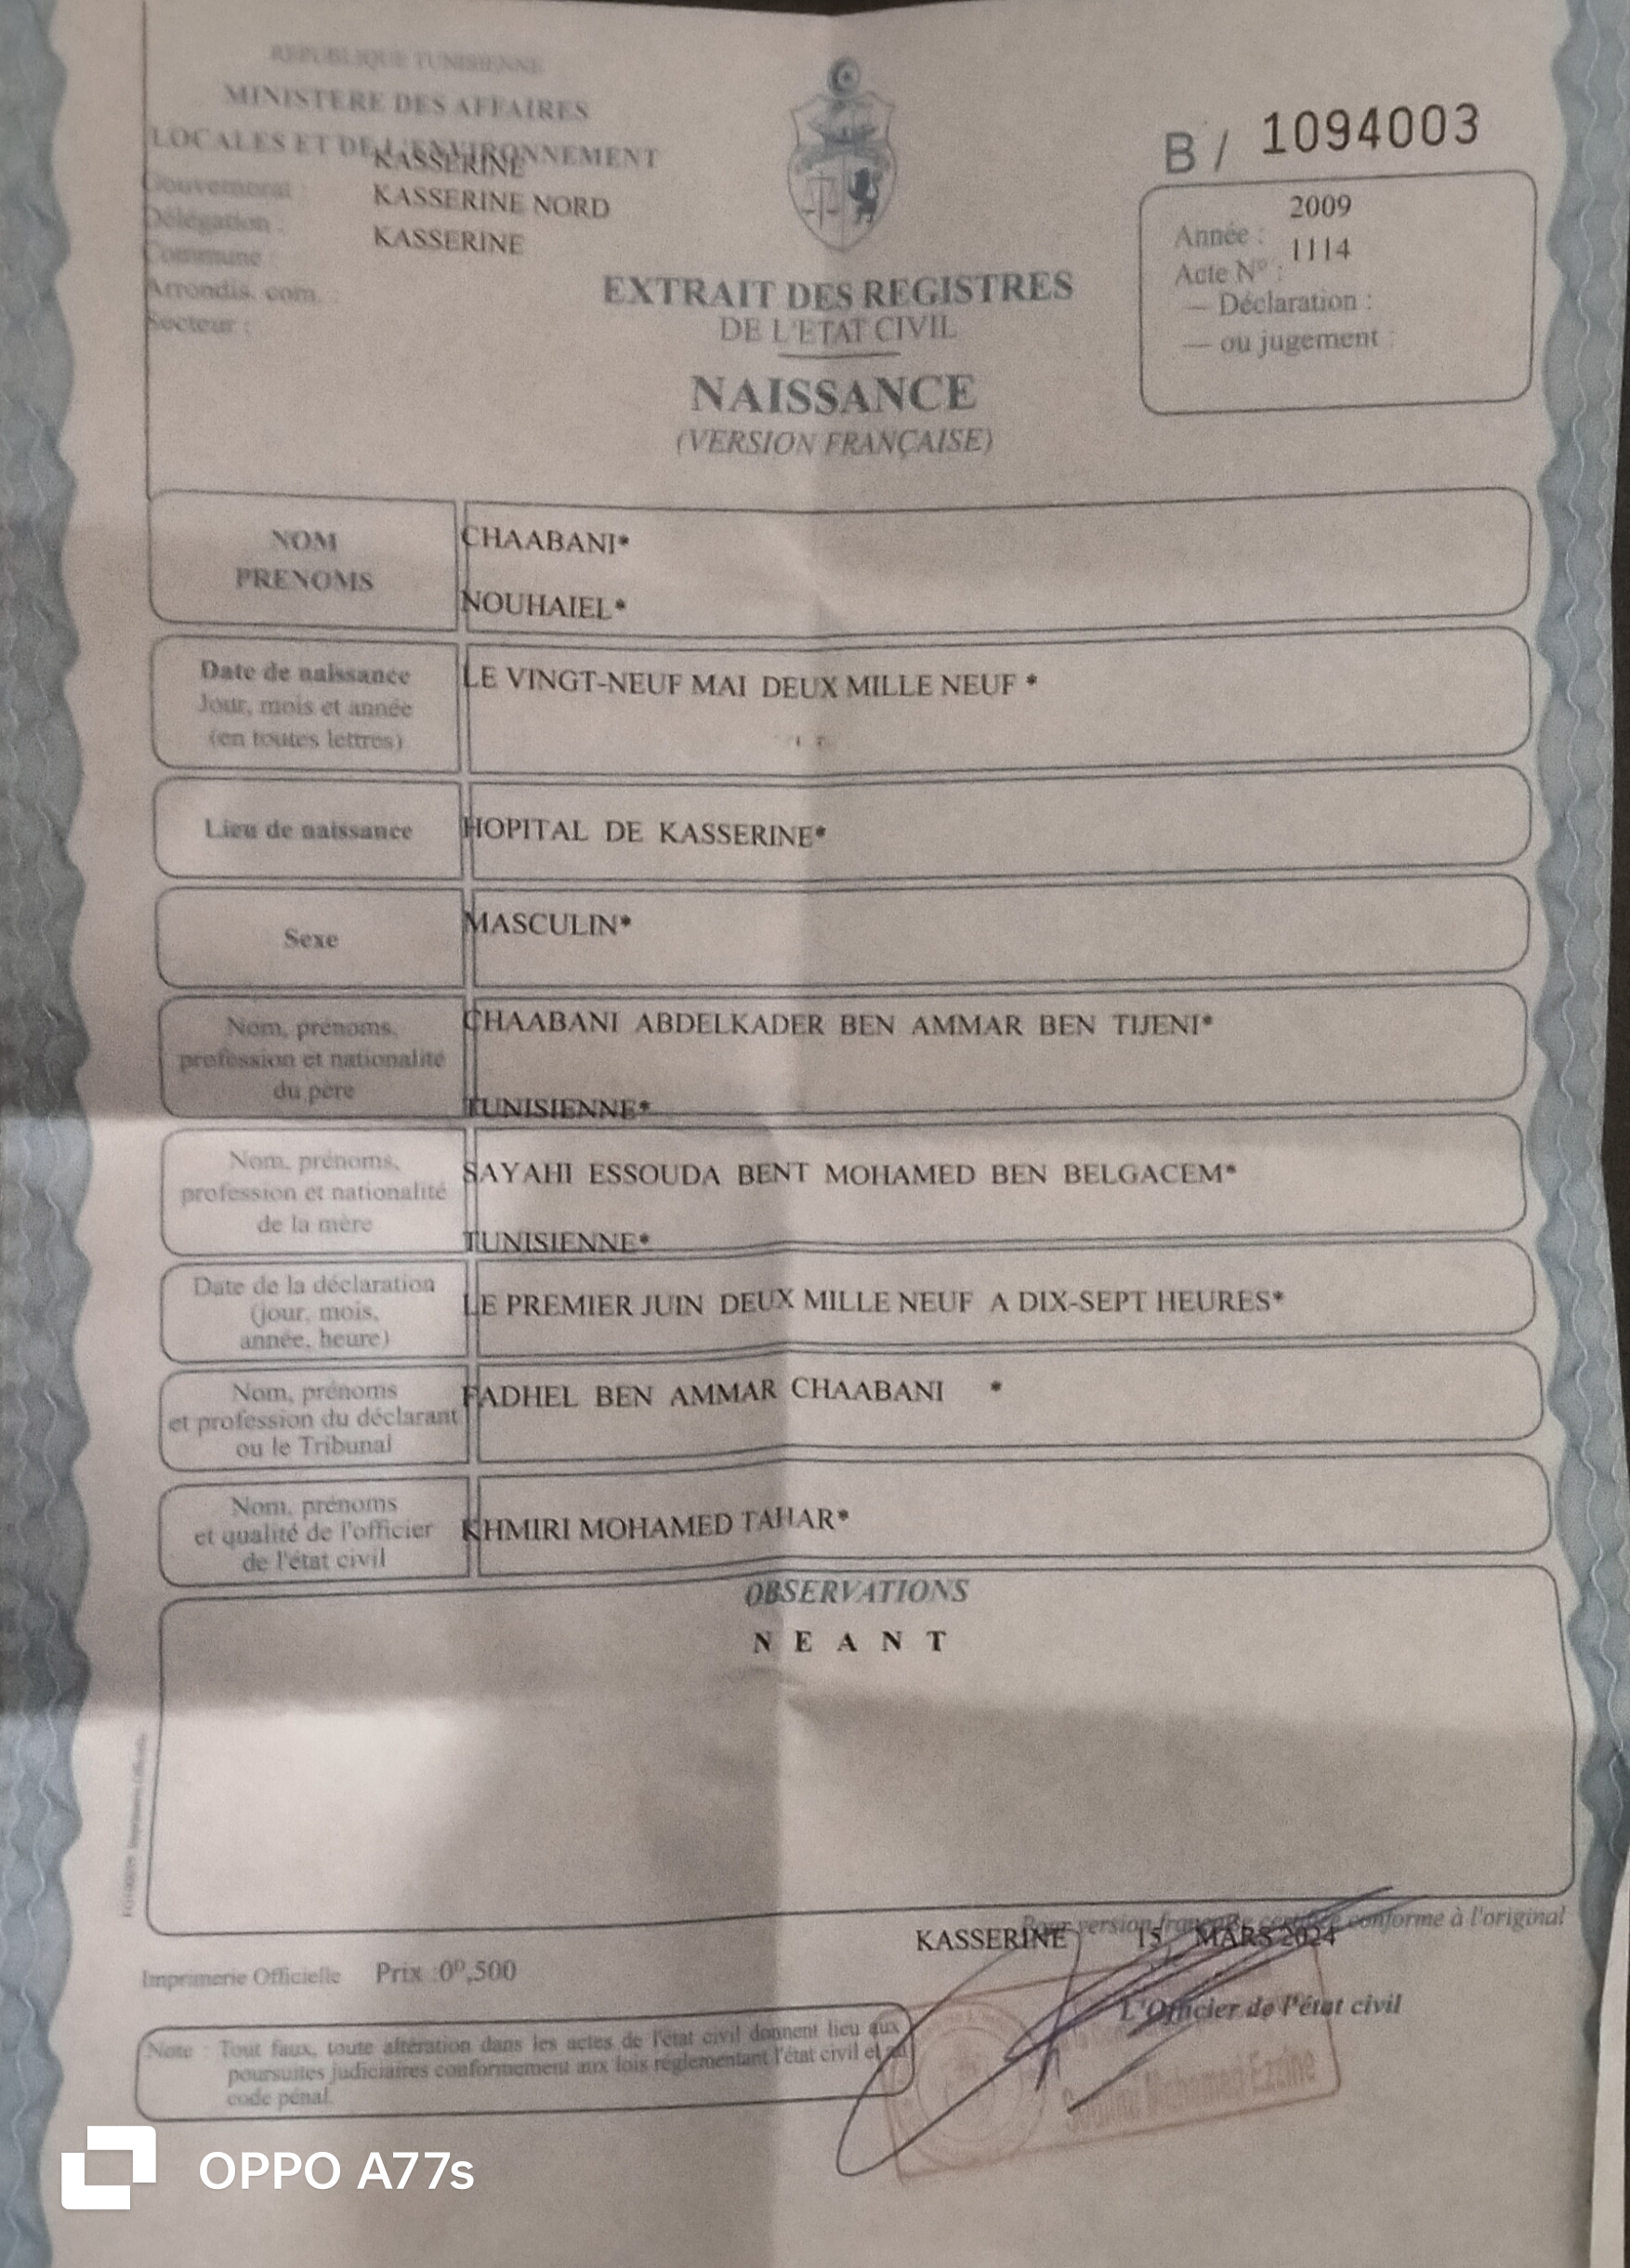 REPUBLIQUE TUNISIENNE
MINISTERE DES AFFAIRES
LOCALES ET DE L'ENVIRONNEMENT
Gouvernorat : KASSERINE
Délégation : KASSERINE NORD
Commune : KASSERINE
Arrondis. com. :
Secteur :
B / 1094003
Année : 2009
Acte N° : 1114
— Déclaration :
— ou jugement :
EXTRAIT DES REGISTRES
DE L'ETAT CIVIL
NAISSANCE
(VERSION FRANÇAISE)
NOM
PRENOMS
CHAABANI*
NOUHAIEL*
Date de naissance
Jour, mois et année
(en toutes lettres)
LE VINGT-NEUF MAI DEUX MILLE NEUF *
Lieu de naissance
HOPITAL DE KASSERINE*
Sexe
MASCULIN*
Nom, prénoms,
profession et nationalité
du père
CHAABANI ABDELKADER BEN AMMAR BEN TIJENI*
TUNISIENNE*
Nom, prénoms,
profession et nationalité
de la mère
SAYAHI ESSOUDA BENT MOHAMED BEN BELGACEM*
TUNISIENNE*
Date de la déclaration
(jour, mois,
année, heure)
LE PREMIER JUIN DEUX MILLE NEUF A DIX-SEPT HEURES*
Nom, prénoms
et profession du déclarant
ou le Tribunal
FADHEL BEN AMMAR CHAABANI *
Nom, prénoms
et qualité de l'officier
de l'état civil
KHMIRI MOHAMED TAHAR*
OBSERVATIONS
N E A N T
Pour version française certifiée conforme à l'original
KASSERINE 15 MARS 2024
L'Officier de l'état civil
Mohamed Ezzine
Imprimerie Officielle Prix :0ᴰ,500
Note : Tout faux, toute altération dans les actes de l'état civil donnent lieu aux
poursuites judiciaires conformement aux lois réglementant l'état civil et au
code pénal.
OPPO A77s